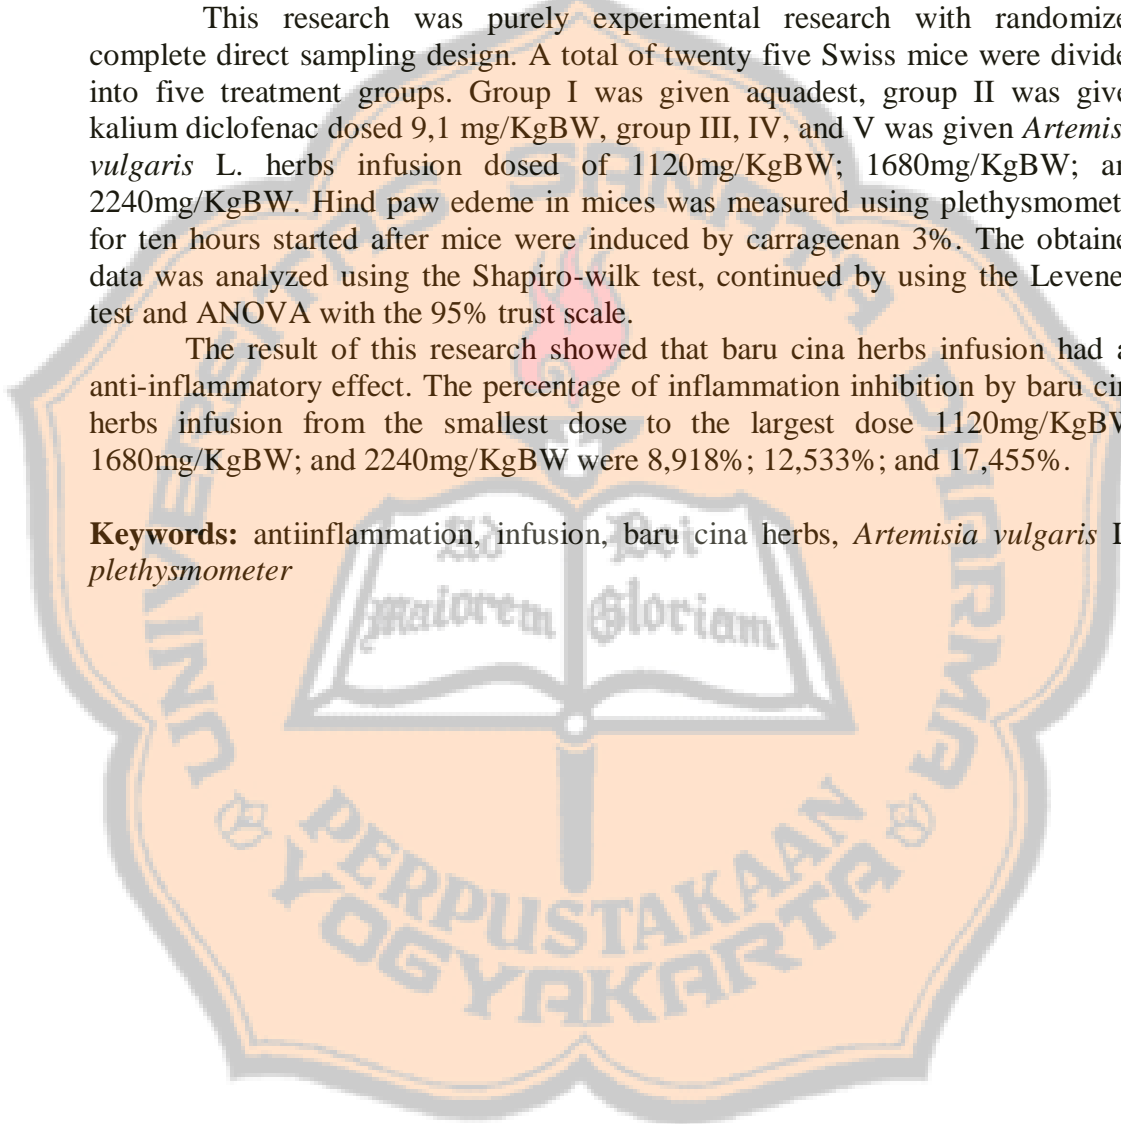 This research was purely experimental research with randomize
complete direct sampling design. A total of twenty five Swiss mice were divide
into five treatment groups. Group I was given aquadest, group II was give
kalium diclofenac dosed 9,1 mg/KgBW, group III, IV, and V was given Artemis
vulgaris L. herbs infusion dosed of 1120mg/KgBW; 1680mg/KgBW; an
2240mg/KgBW. Hind paw edeme in mices was measured using plethysmomet
for ten hours started after mice were induced by carrageenan 3%. The obtaine
data was analyzed using the Shapiro-wilk test, continued by using the Levene
test and ANOVA with the 95% trust scale.
The result of this research showed that baru cina herbs infusion had a
anti-inflammatory effect. The percentage of inflammation inhibition by baru cin
herbs infusion from the smallest dose to the largest dose 1120mg/KgBW
1680mg/KgBW; and 2240mg/KgBW were 8,918%; 12,533%; and 17,455%.
Keywords: antiinflammation, infusion, baru cina herbs, Artemisia vulgaris L
plethysmometer
UNIVERSITAS SANATA DHARMA
Ad Dei
maiorem Gloriam
PERPUSTAKAAN
YOGYAKARTA